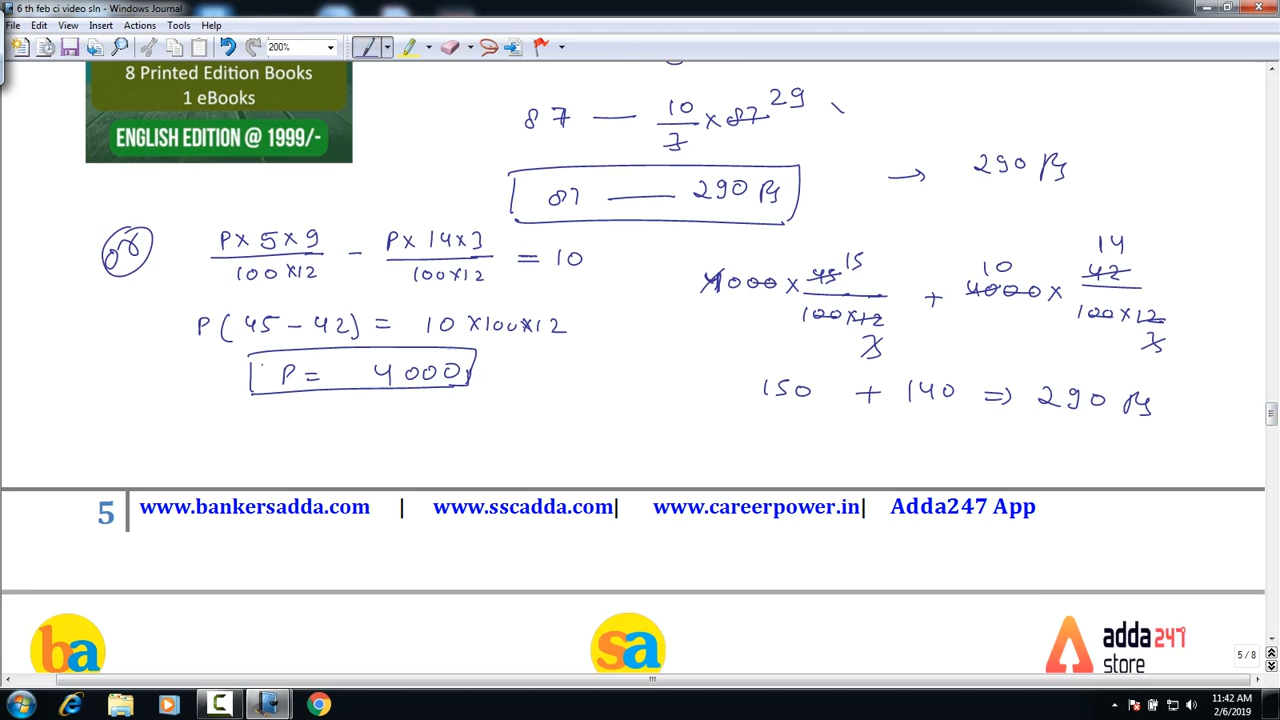 6 th feb ci video sln - Windows Journal
File Edit View Insert Actions Tools Help
200%
8 Printed Edition Books
1 eBooks
ENGLISH EDITION @ 1999/-
87 — 10/3 × 87 29
87 — 290 Rs → 290 Rs
or
P× 5×9 / 100×12 - P× 14×3 / 100×12 = 10
P(45-42) = 10×100×12
P = 4000
4000 × 45 15 / 100×12 3 + 10 4000 × 14 42 / 100×12 3
150 + 140 ⇒ 290 Rs
5 www.bankersadda.com | www.sscadda.com| www.careerpower.in| Adda247 App
ba sa adda247
store
5 / 8
11:42 AM
2/6/2019